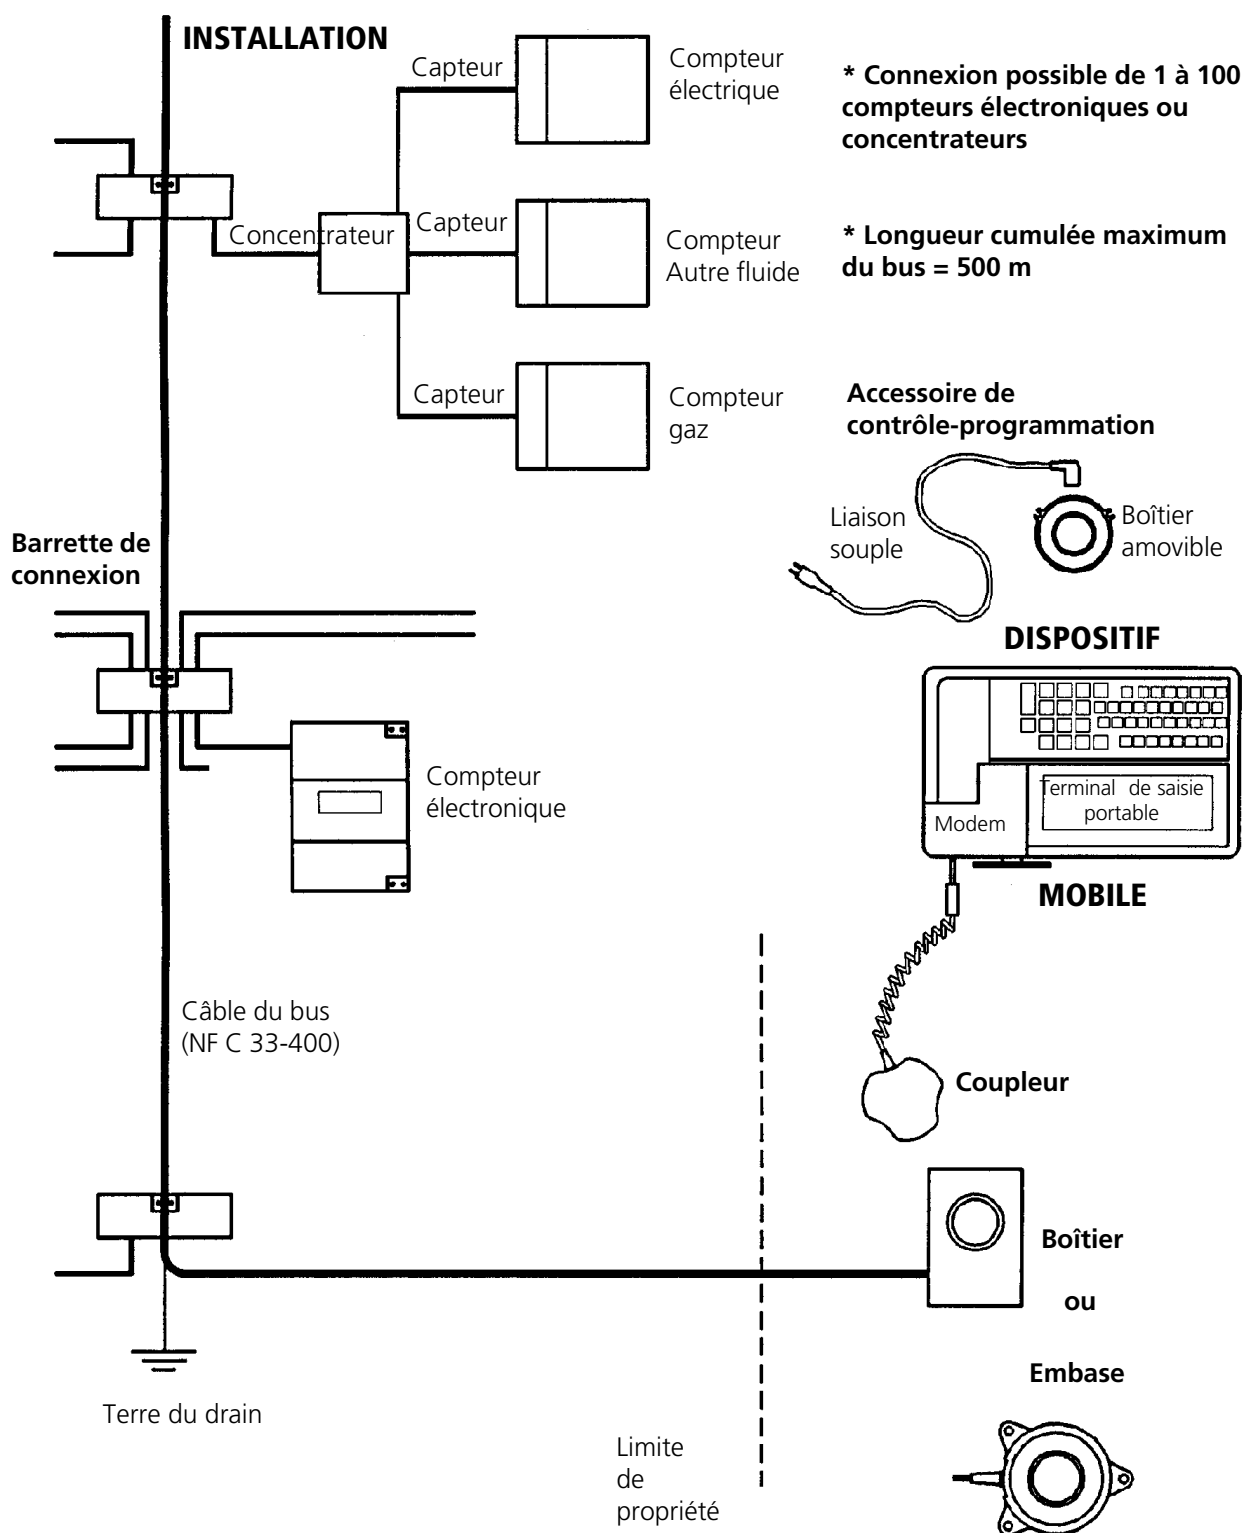 INSTALLATION
Capteur
Compteur
électrique
* Connexion possible de 1 à 100
compteurs électroniques ou
concentrateurs
Concentrateur
Capteur
Compteur
Autre fluide
* Longueur cumulée maximum
du bus = 500 m
Capteur
Compteur
gaz
Accessoire de
contrôle-programmation
Liaison
souple
Boîtier
amovible
Barrette de
connexion
DISPOSITIF
Terminal de saisie
portable
Modem
MOBILE
Compteur
électronique
Câble du bus
(NF C 33-400)
Coupleur
Boîtier
ou
Embase
Terre du drain
Limite
de
propriété